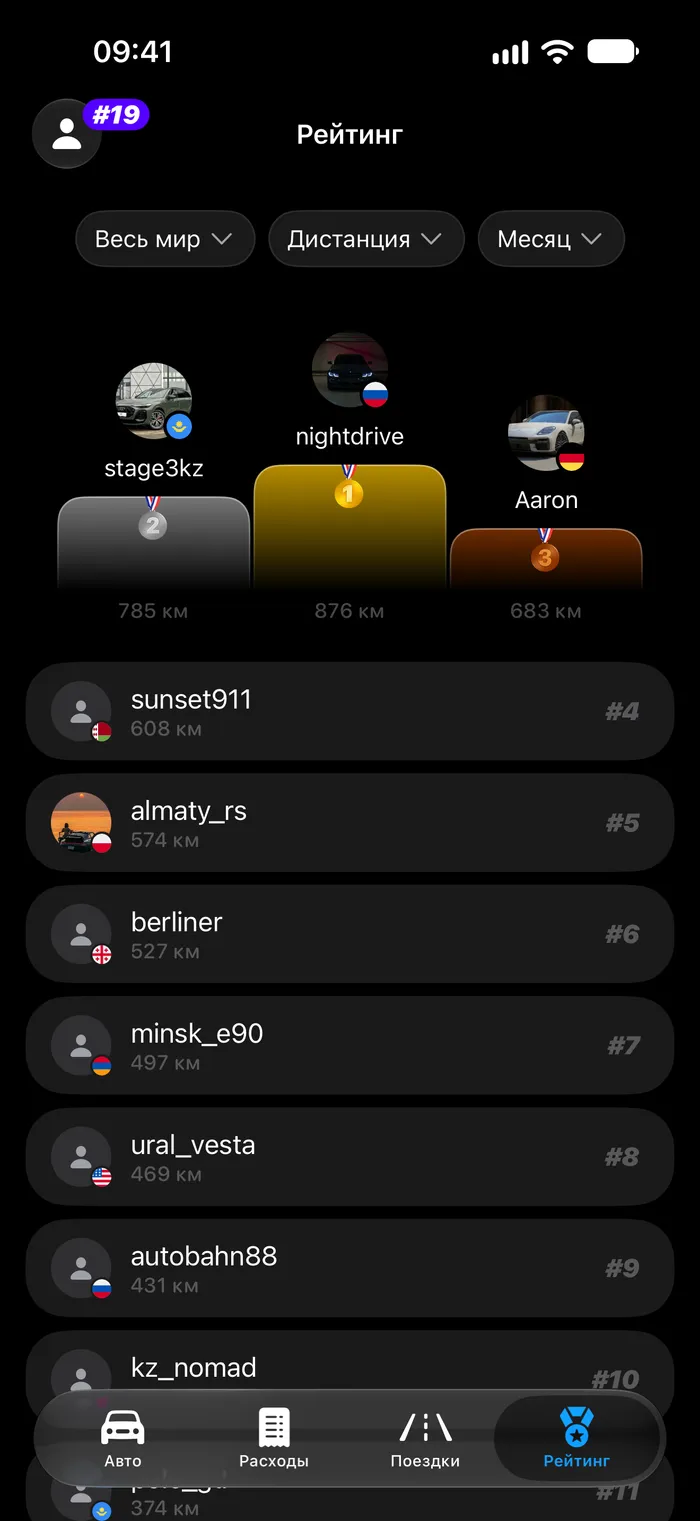 09:41
#19
Рейтинг
Весь мир
Дистанция
Месяц
nightdrive
stage3kz
Aaron
1
2
3
785 км
876 км
683 км
sunset911
608 км
#4
almaty_rs
574 км
#5
berliner
527 км
#6
minsk_e90
497 км
#7
ural_vesta
469 км
#8
autobahn88
431 км
#9
kz_nomad
#10
Авто
Расходы
Поездки
Рейтинг
#11
374 км